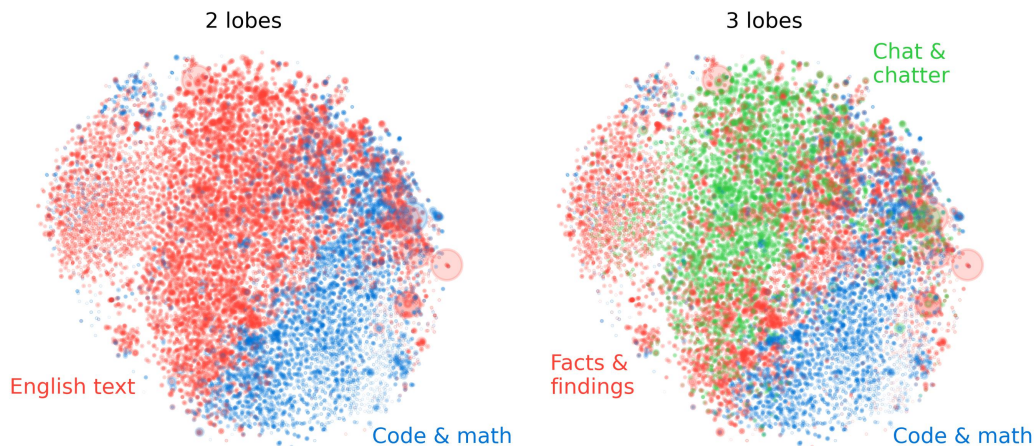 2 lobes
English text
Code & math
3 lobes
Chat &
chatter
Facts &
findings
Code & math